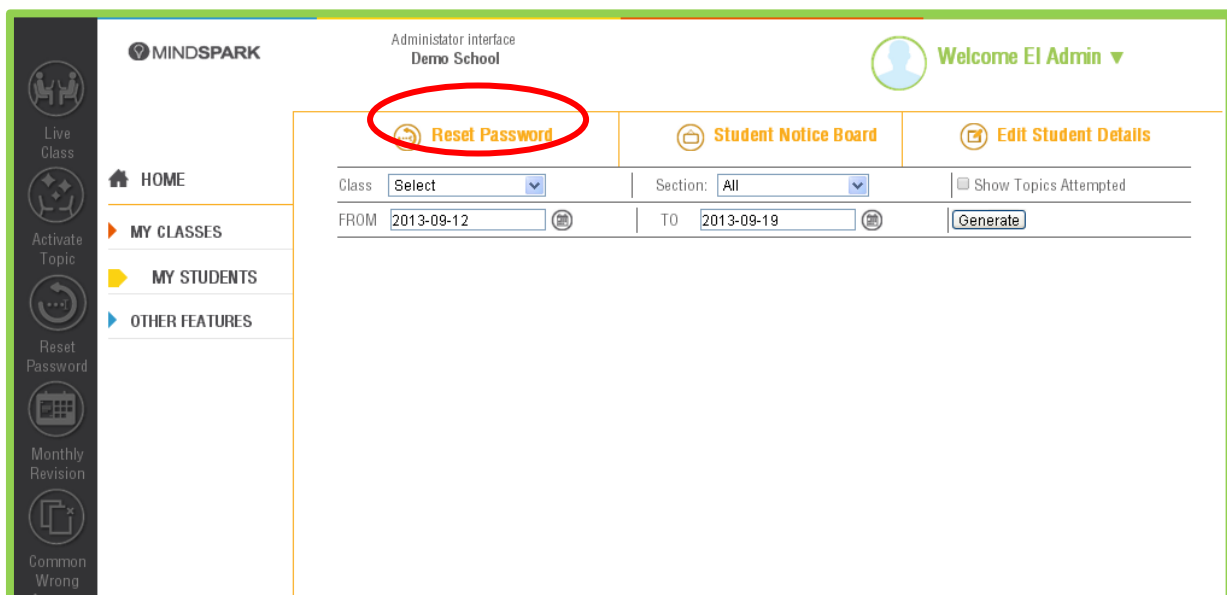 MINDSPARK
Administator interface
Demo School
Welcome EI Admin ▼
Live
Class
Activate
Topic
Reset
Password
Monthly
Revision
Common
Wrong
HOME
MY CLASSES
MY STUDENTS
OTHER FEATURES
Reset Password Student Notice Board Edit Student Details
Class Select Section: All Show Topics Attempted
FROM 2013-09-12 TO 2013-09-19 Generate